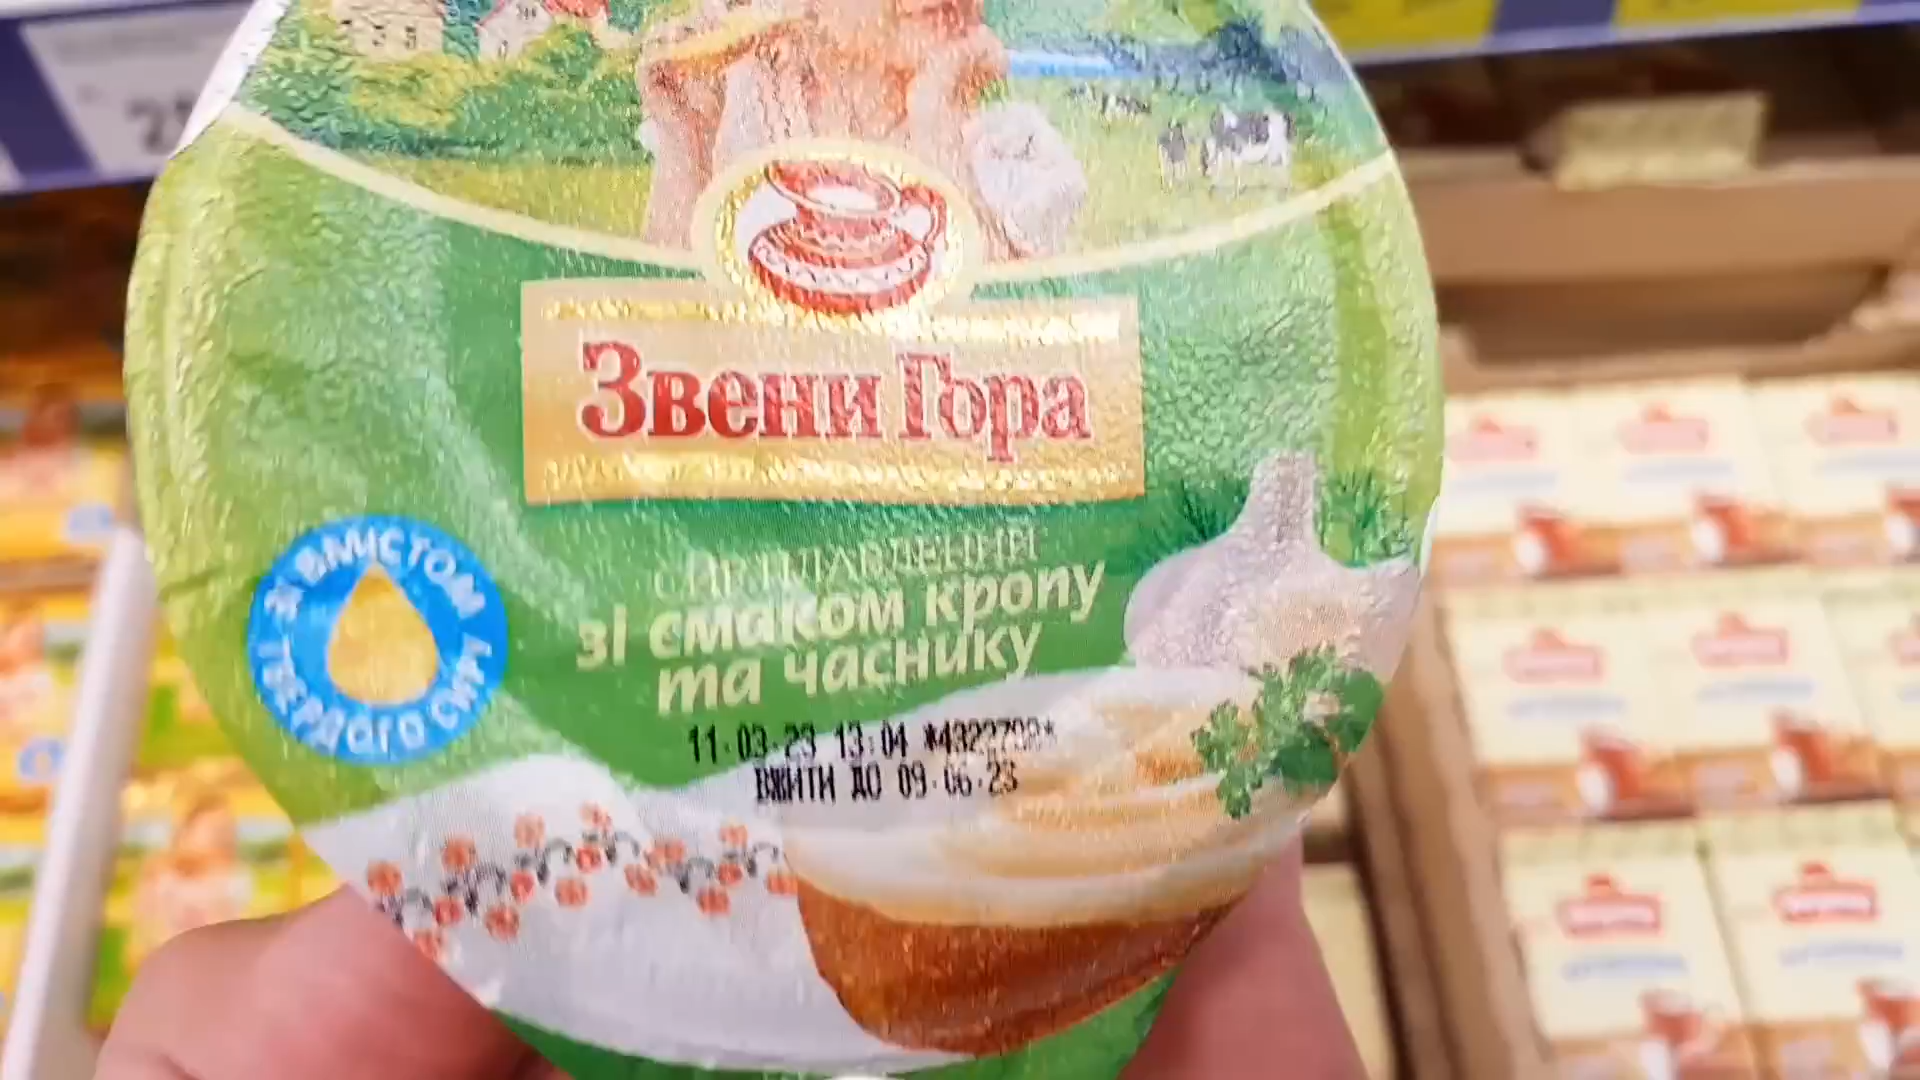 Звени Гора
СИР ПЛАВЛЕНИЙ
зі смаком кропу
та часнику
З ВМІСТОМ
ТВЕРДОГО СИРУ
11.03.23 13:04
ВЖИТИ ДО 09.06.23